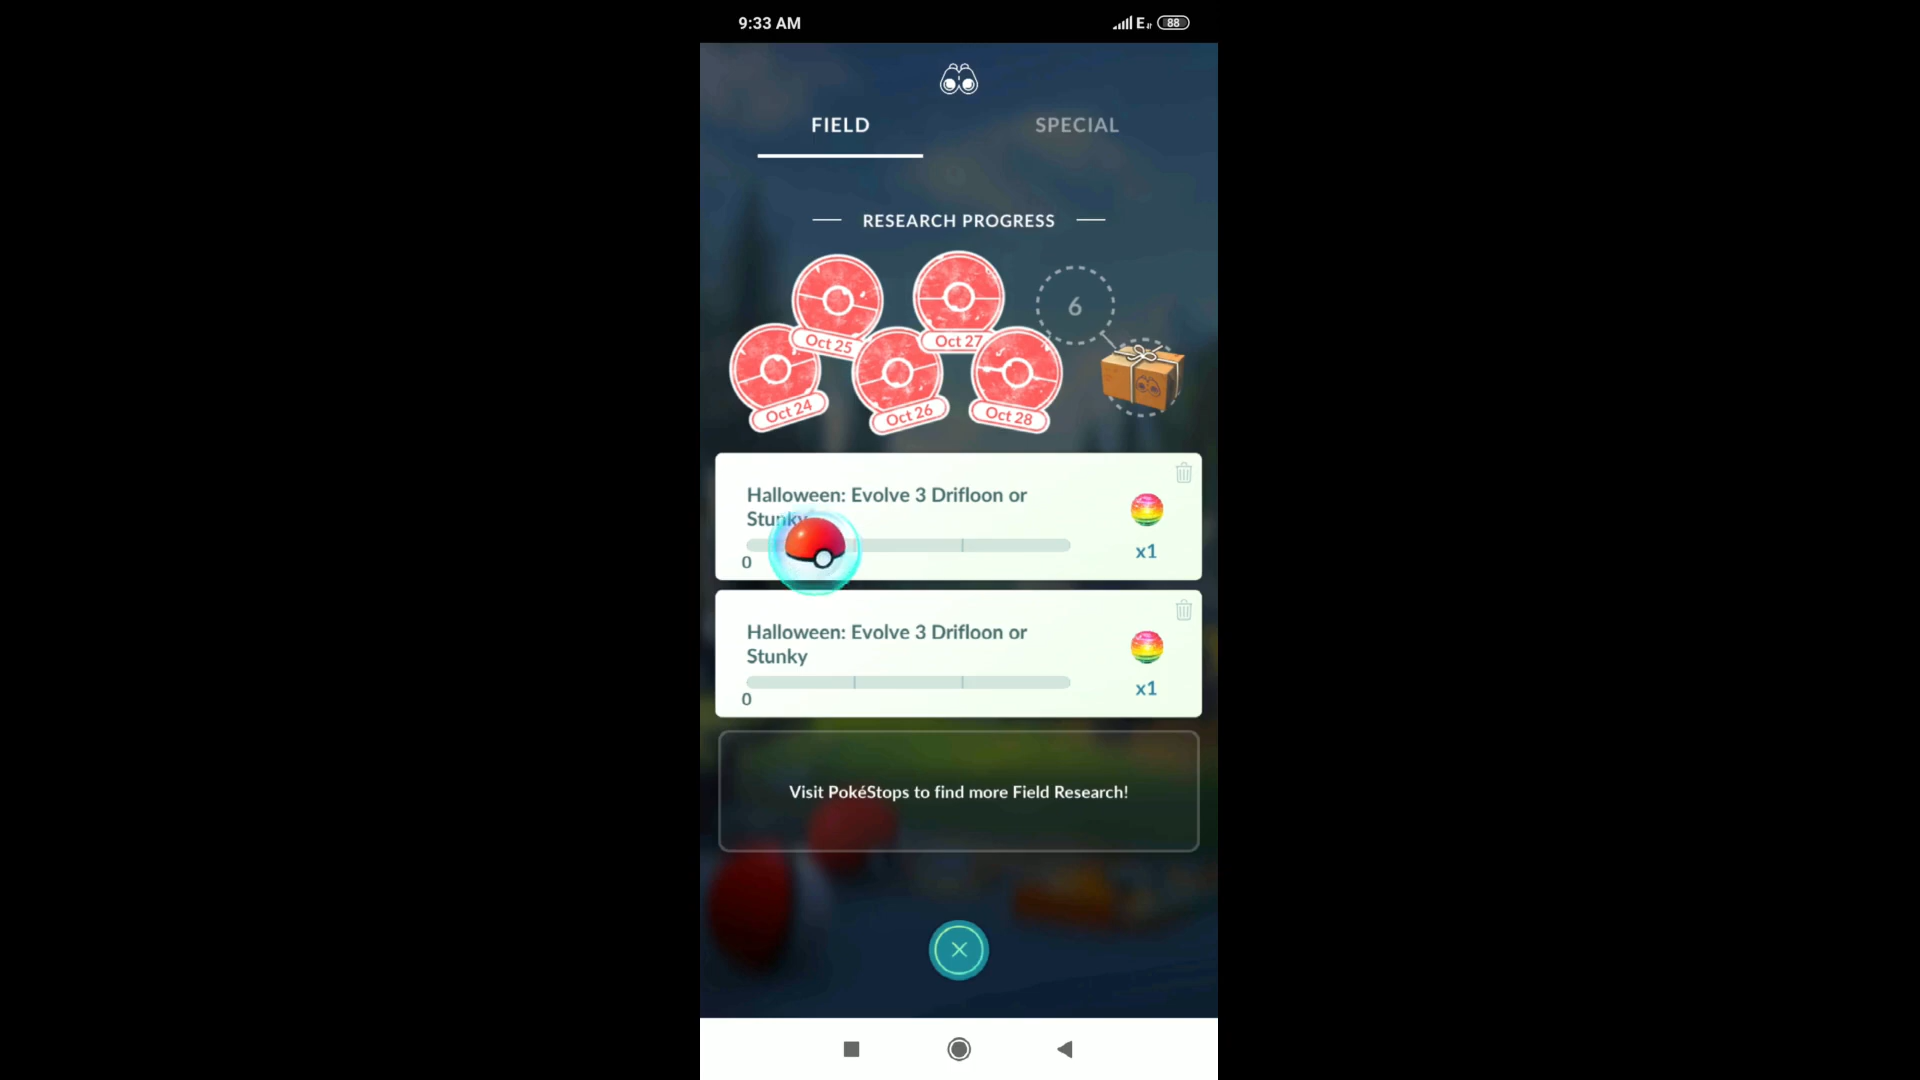 9:33 AM
E
88
FIELD
SPECIAL
RESEARCH PROGRESS
Oct 24
Oct 25
Oct 26
Oct 27
Oct 28
6
Halloween: Evolve 3 Drifloon or
Stunky
0
x1
Halloween: Evolve 3 Drifloon or
Stunky
0
x1
Visit PokéStops to find more Field Research!